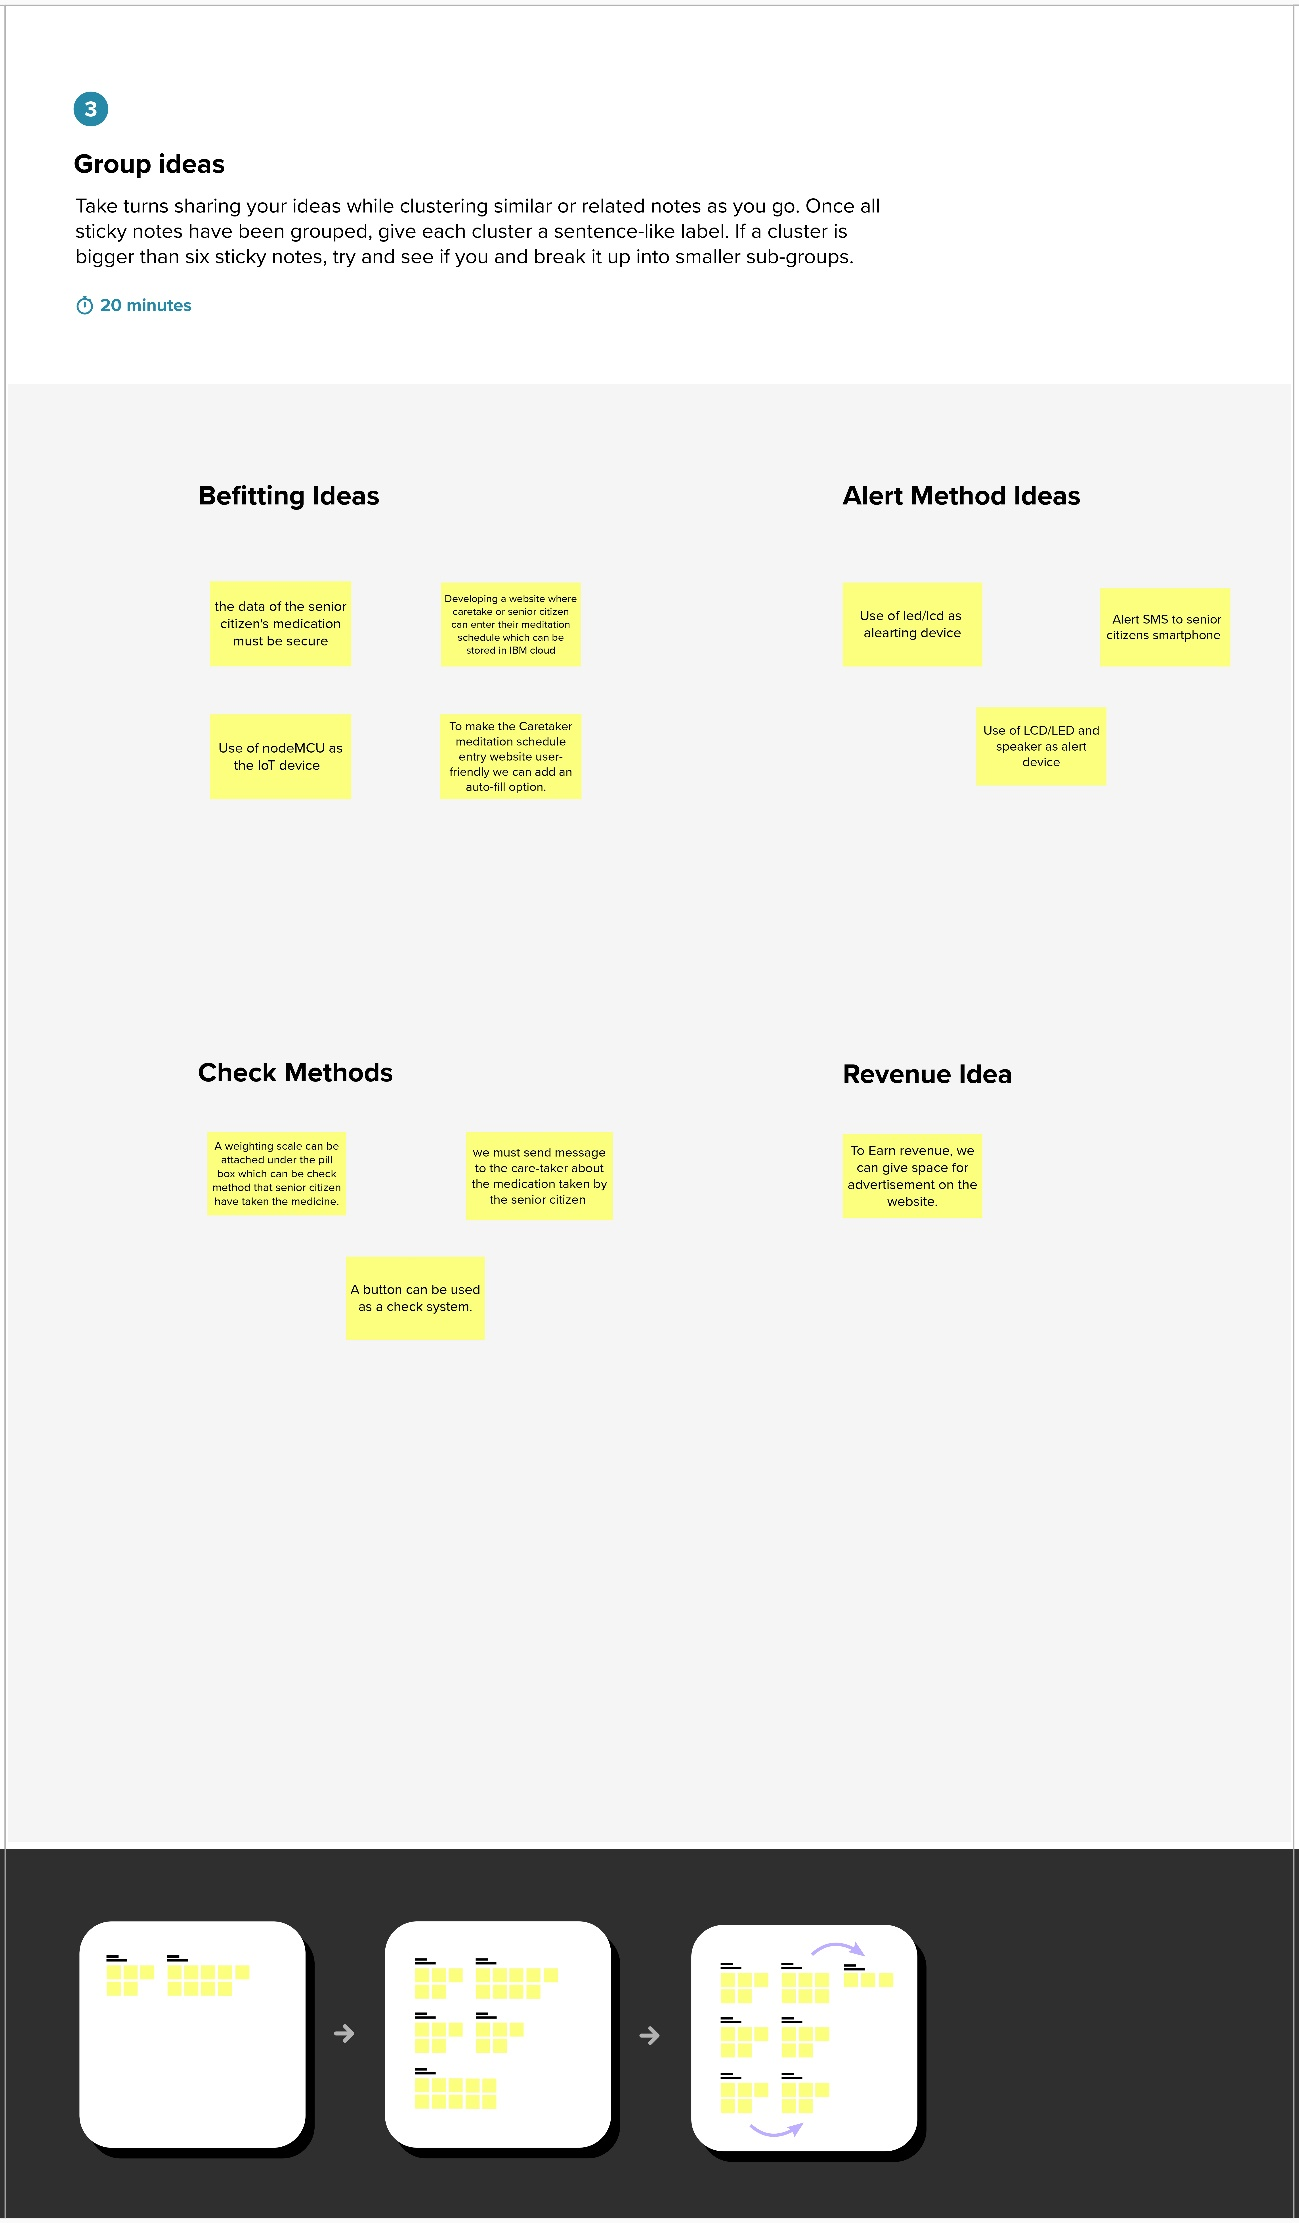 3
Group ideas
Take turns sharing your ideas while clustering similar or related notes as you go. Once all
sticky notes have been grouped, give each cluster a sentence-like label. If a cluster is
bigger than six sticky notes, try and see if you and break it up into smaller sub-groups.
20 minutes
Befitting Ideas
the data of the senior
citizen's medication
must be secure
Developing a website where
caretake or senior citizen
can enter their meditation
schedule which can be
stored in IBM cloud
Use of nodeMCU as
the IoT device
To make the Caretaker
meditation schedule
entry website user-
friendly we can add an
auto-fill option.
Alert Method Ideas
Use of led/lcd as
alearting device
Alert SMS to senior
citizens smartphone
Use of LCD/LED and
speaker as alert
device
Check Methods
A weighting scale can be
attached under the pill
box which can be check
method that senior citizen
have taken the medicine.
we must send message
to the care-taker about
the medication taken by
the senior citizen
A button can be used
as a check system.
Revenue Idea
To Earn revenue, we
can give space for
advertisement on the
website.